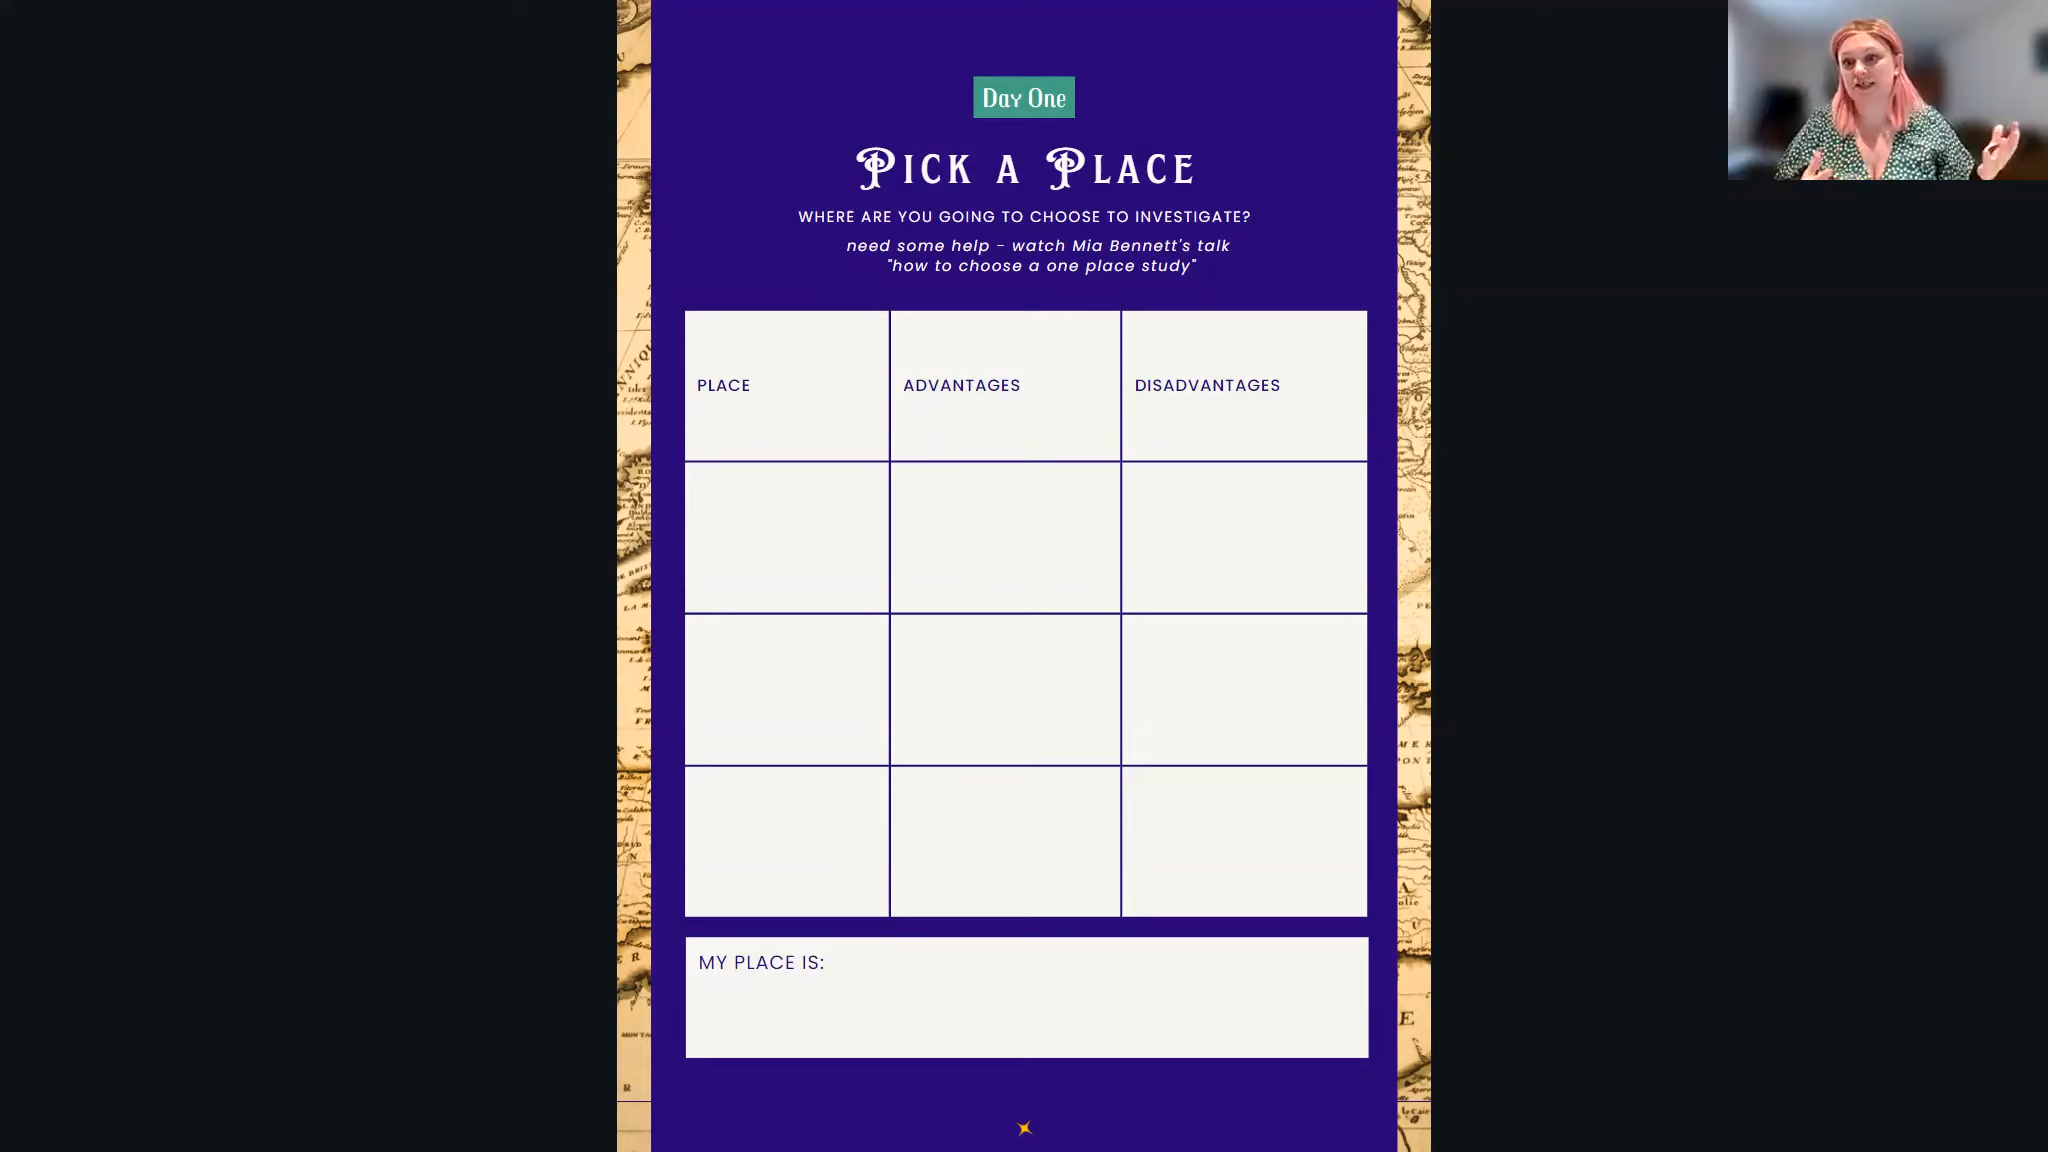 Day One
PICK A PLACE
WHERE ARE YOU GOING TO CHOOSE TO INVESTIGATE?
need some help - watch Mia Bennett's talk
"how to choose a one place study"
PLACE ADVANTAGES DISADVANTAGES
MY PLACE IS: